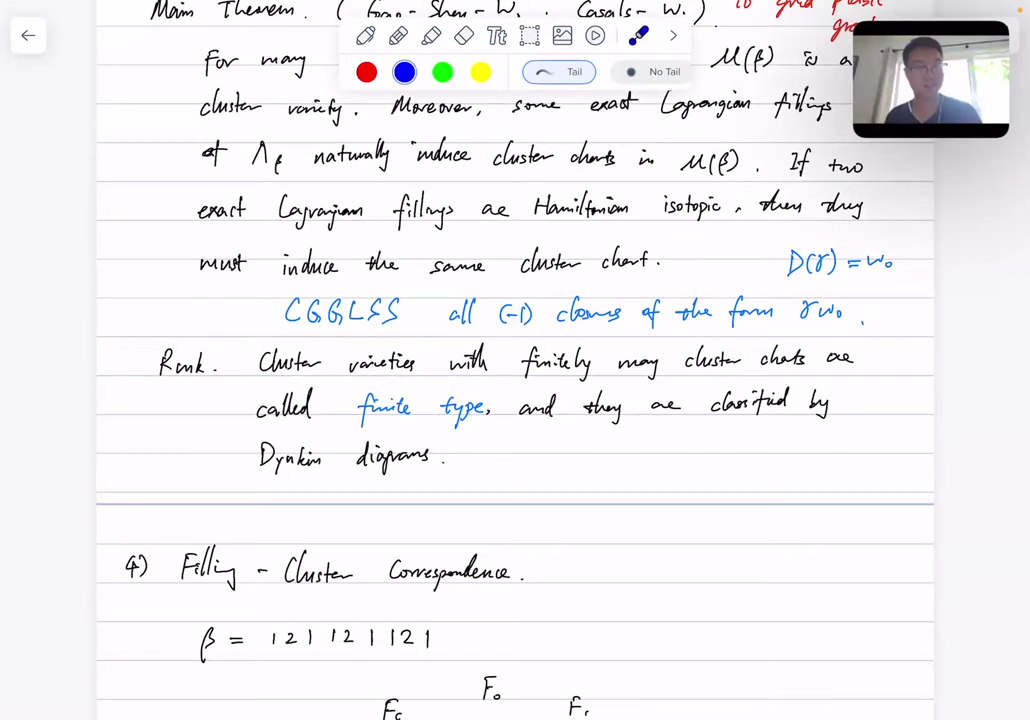 Main Theorem. (Gao - Shen - W. Casals - W.) to grid plabic
For many M(β) is a
Tail No Tail
cluster variety. Moreover, some exact Lagrangian fillings
of Λβ naturally induce cluster charts in M(β). If two
exact Lagrangian fillings are Hamiltonian isotopic, then they
must induce the same cluster chart. D(γ) = w₀
CGGLSS all (-1) closures of the form γw₀.
Rmk. Cluster varieties with finitely many cluster charts are
called finite type, and they are classified by
Dynkin diagrams.
4) Filling - Cluster Correspondence.
β = 121 121 121
F₀